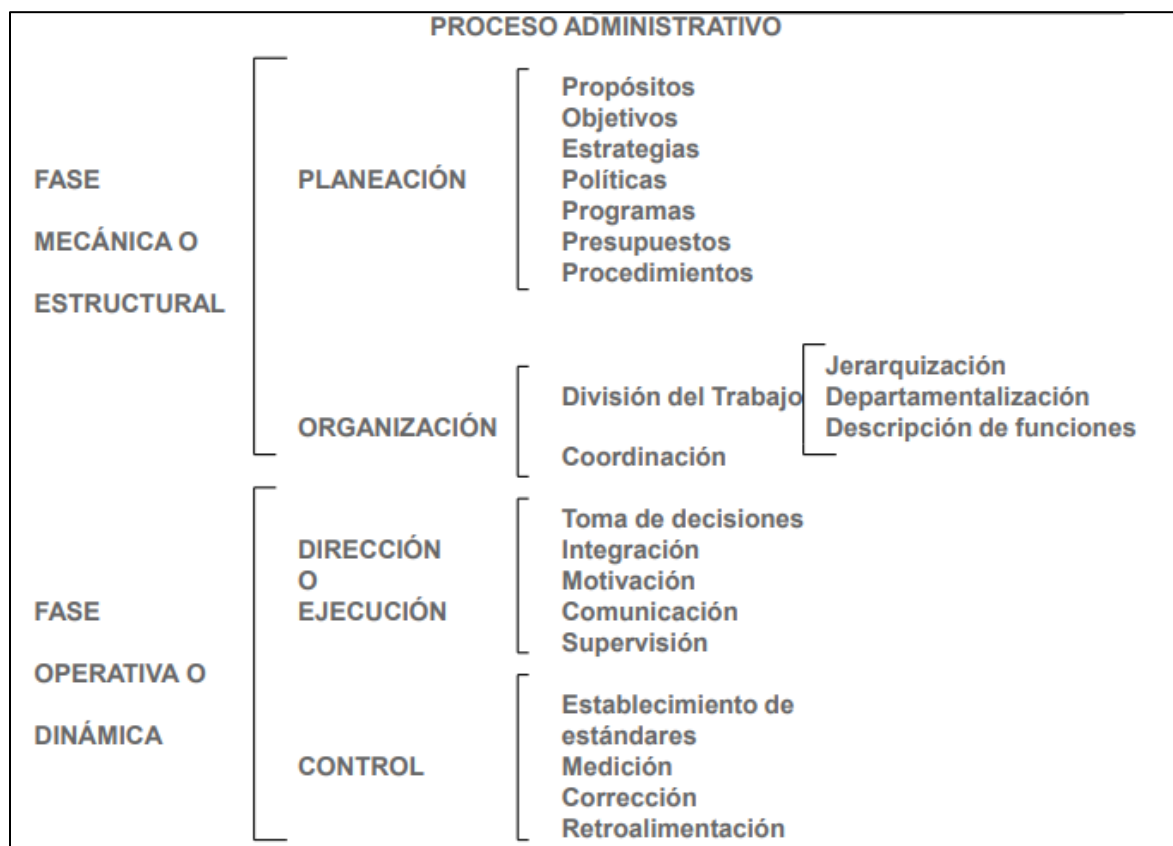 PROCESO ADMINISTRATIVO
FASE
MECÁNICA O
ESTRUCTURAL
PLANEACIÓN
Propósitos
Objetivos
Estrategias
Políticas
Programas
Presupuestos
Procedimientos
ORGANIZACIÓN
División del Trabajo
Jerarquización
Departamentalización
Descripción de funciones
Coordinación
FASE
OPERATIVA O
DINÁMICA
DIRECCIÓN
O
EJECUCIÓN
Toma de decisiones
Integración
Motivación
Comunicación
Supervisión
CONTROL
Establecimiento de
estándares
Medición
Corrección
Retroalimentación